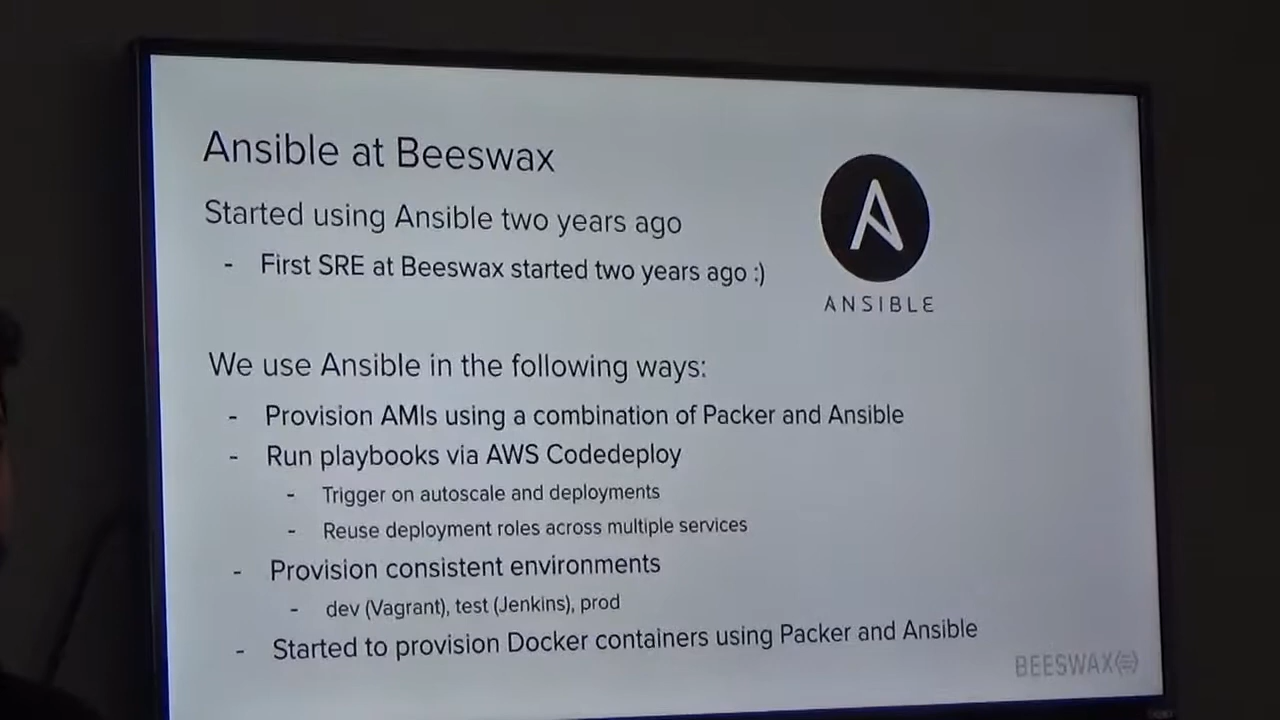 Ansible at Beeswax
Started using Ansible two years ago
- First SRE at Beeswax started two years ago :)
ANSIBLE
We use Ansible in the following ways:
- Provision AMIs using a combination of Packer and Ansible
- Run playbooks via AWS Codedeploy
- Trigger on autoscale and deployments
- Reuse deployment roles across multiple services
- Provision consistent environments
- dev (Vagrant), test (Jenkins), prod
- Started to provision Docker containers using Packer and Ansible
BEESWAX